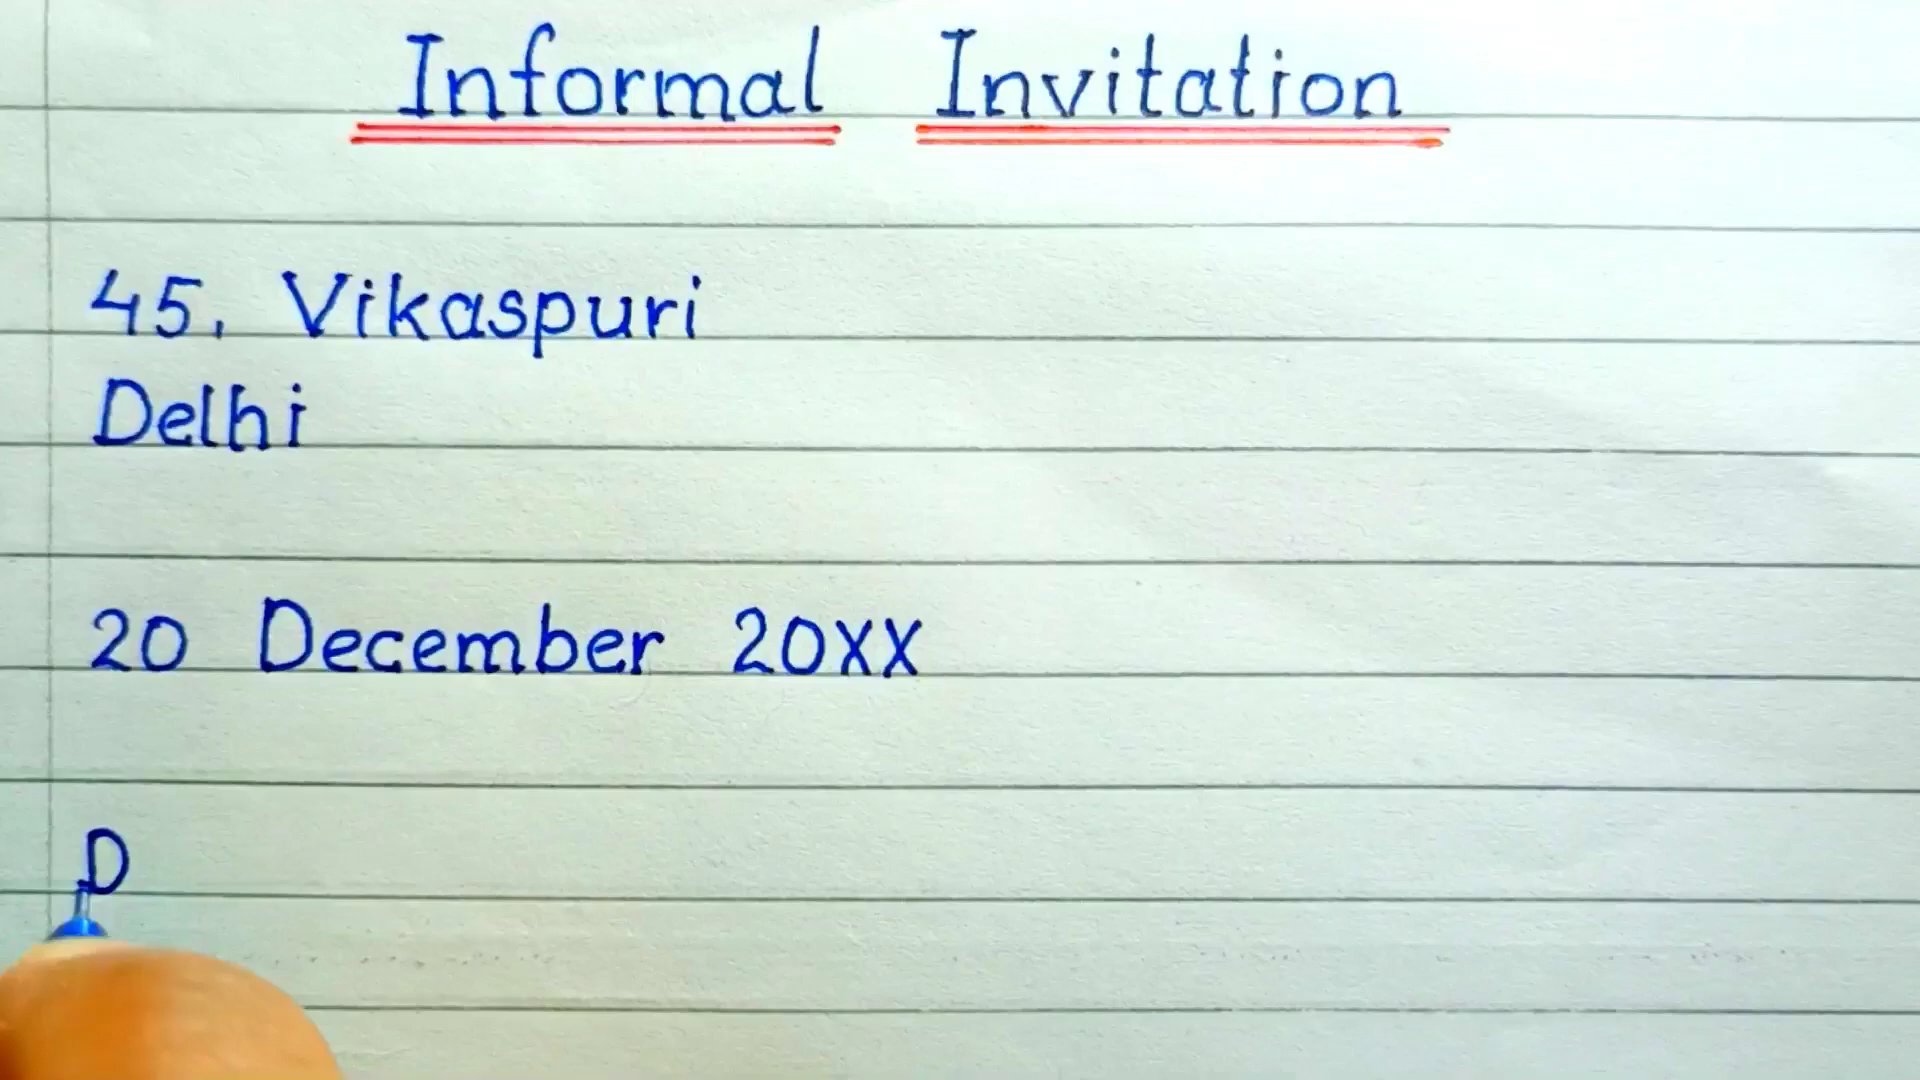 Informal Invitation
45, Vikaspuri
Delhi
20 December 20XX
D